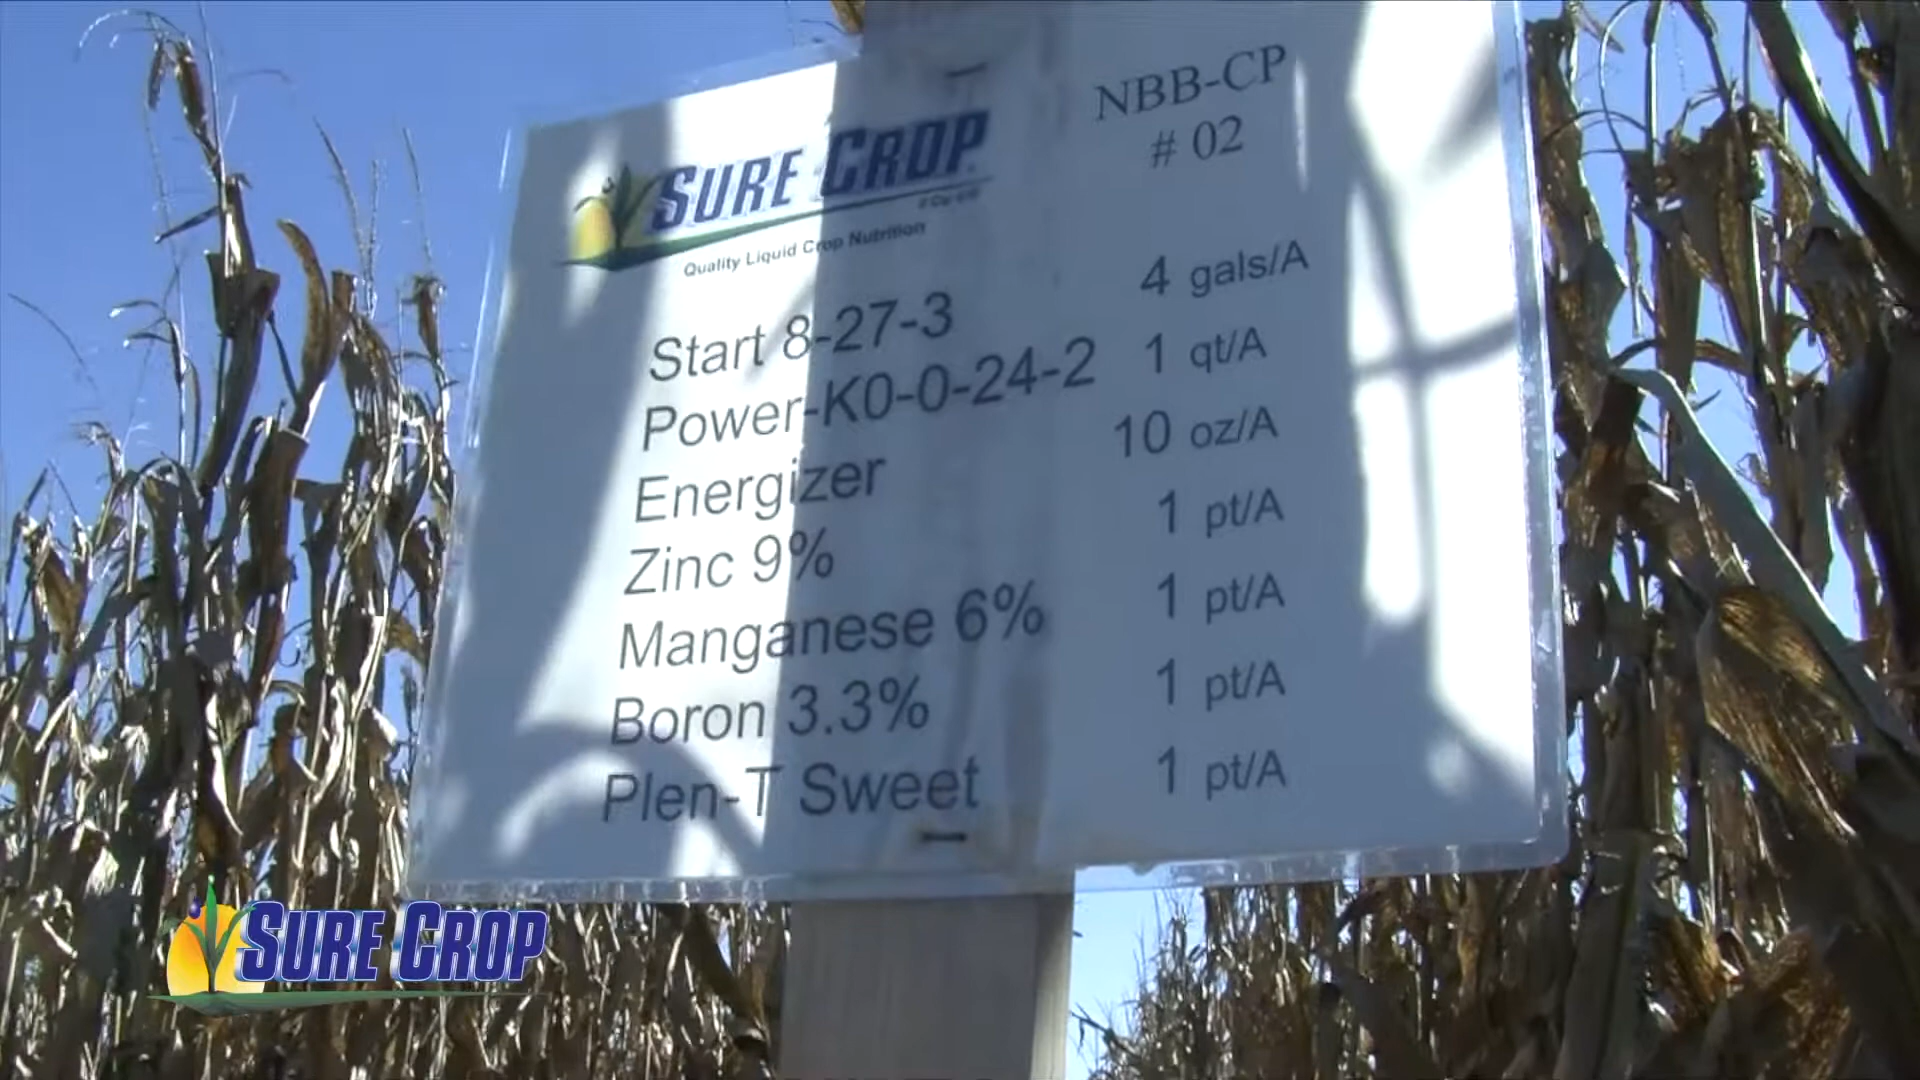 SURE CROP
Quality Liquid Crop Nutrition
NBB-CP
# 02
Start 8-27-3 4 gals/A
Power-K0-0-24-2 1 qt/A
Energizer 10 oz/A
Zinc 9% 1 pt/A
Manganese 6% 1 pt/A
Boron 3.3% 1 pt/A
Plen-T Sweet 1 pt/A
SURE CROP